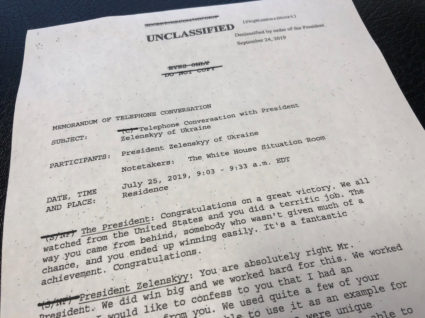 UNCLASSIFIED
Declassified by order of the President
September 24, 2019
EYES ONLY
DO NOT COPY
MEMORANDUM OF TELEPHONE CONVERSATION
SUBJECT: (C) Telephone Conversation with President
Zelenskyy of Ukraine
PARTICIPANTS: President Zelenskyy of Ukraine
Notetakers: The White House Situation Room
DATE, TIME July 25, 2019, 9:03 - 9:33 a.m. EDT
AND PLACE: Residence
(S/NF) The President: Congratulations on a great victory. We all
watched from the United States and you did a terrific job. The
way you came from behind, somebody who wasn't given much of a
chance, and you ended up winning easily. It's a fantastic
achievement. Congratulations.
(S/NF) President Zelenskyy: You are absolutely right Mr.
President. We did win big and we worked hard for this. We worked
would like to confess to you that I had an
from you. We used quite a few of your
to use it as an example for
were unique
able to